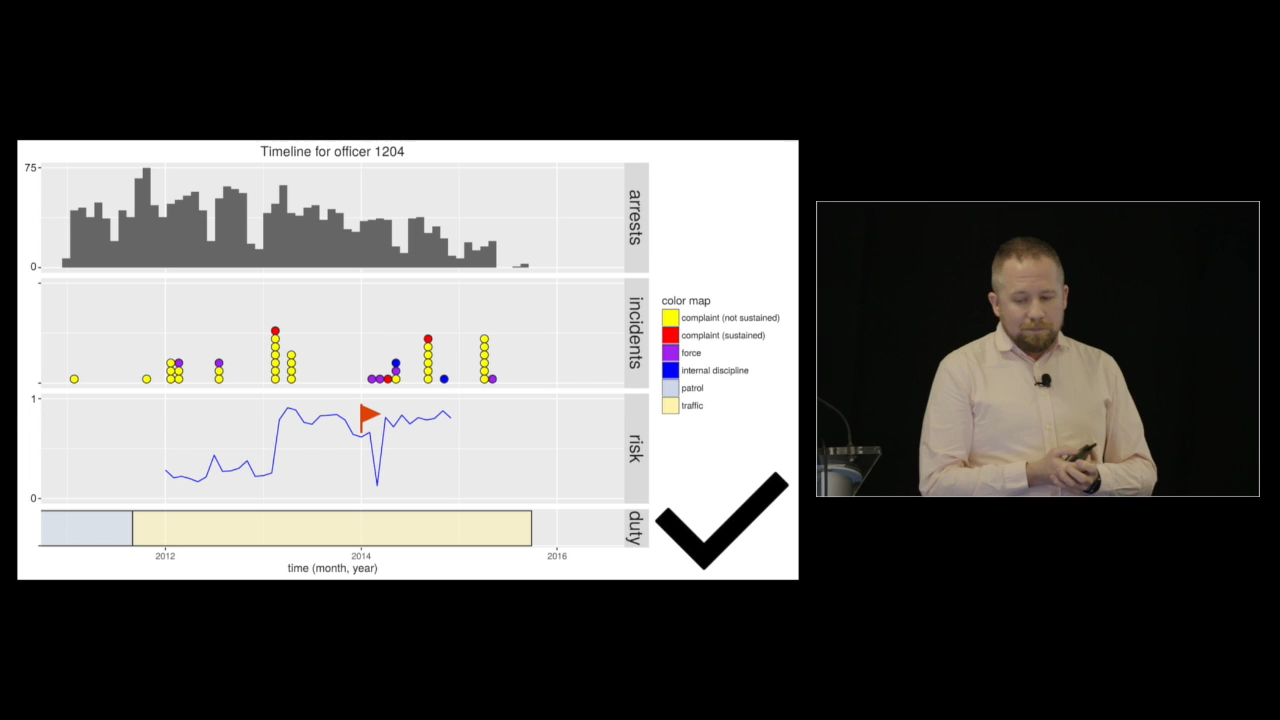 Timeline for officer 1204
75
0
arrests
incidents
1
0
risk
duty
2012
2014
2016
time (month, year)
color map
complaint (not sustained)
complaint (sustained)
force
internal discipline
patrol
traffic